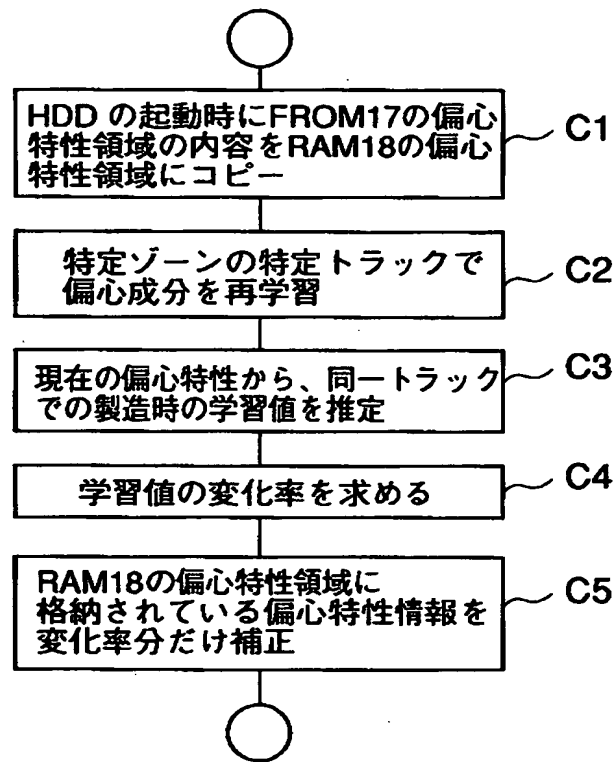 HDD の起動時にFROM17の偏心
特性領域の内容をRAM18の偏心
特性領域にコピー
C1
特定ゾーンの特定トラックで
偏心成分を再学習
C2
現在の偏心特性から、同一トラック
での製造時の学習値を推定
C3
学習値の変化率を求める
C4
RAM18の偏心特性領域に
格納されている偏心特性情報を
変化率分だけ補正
C5